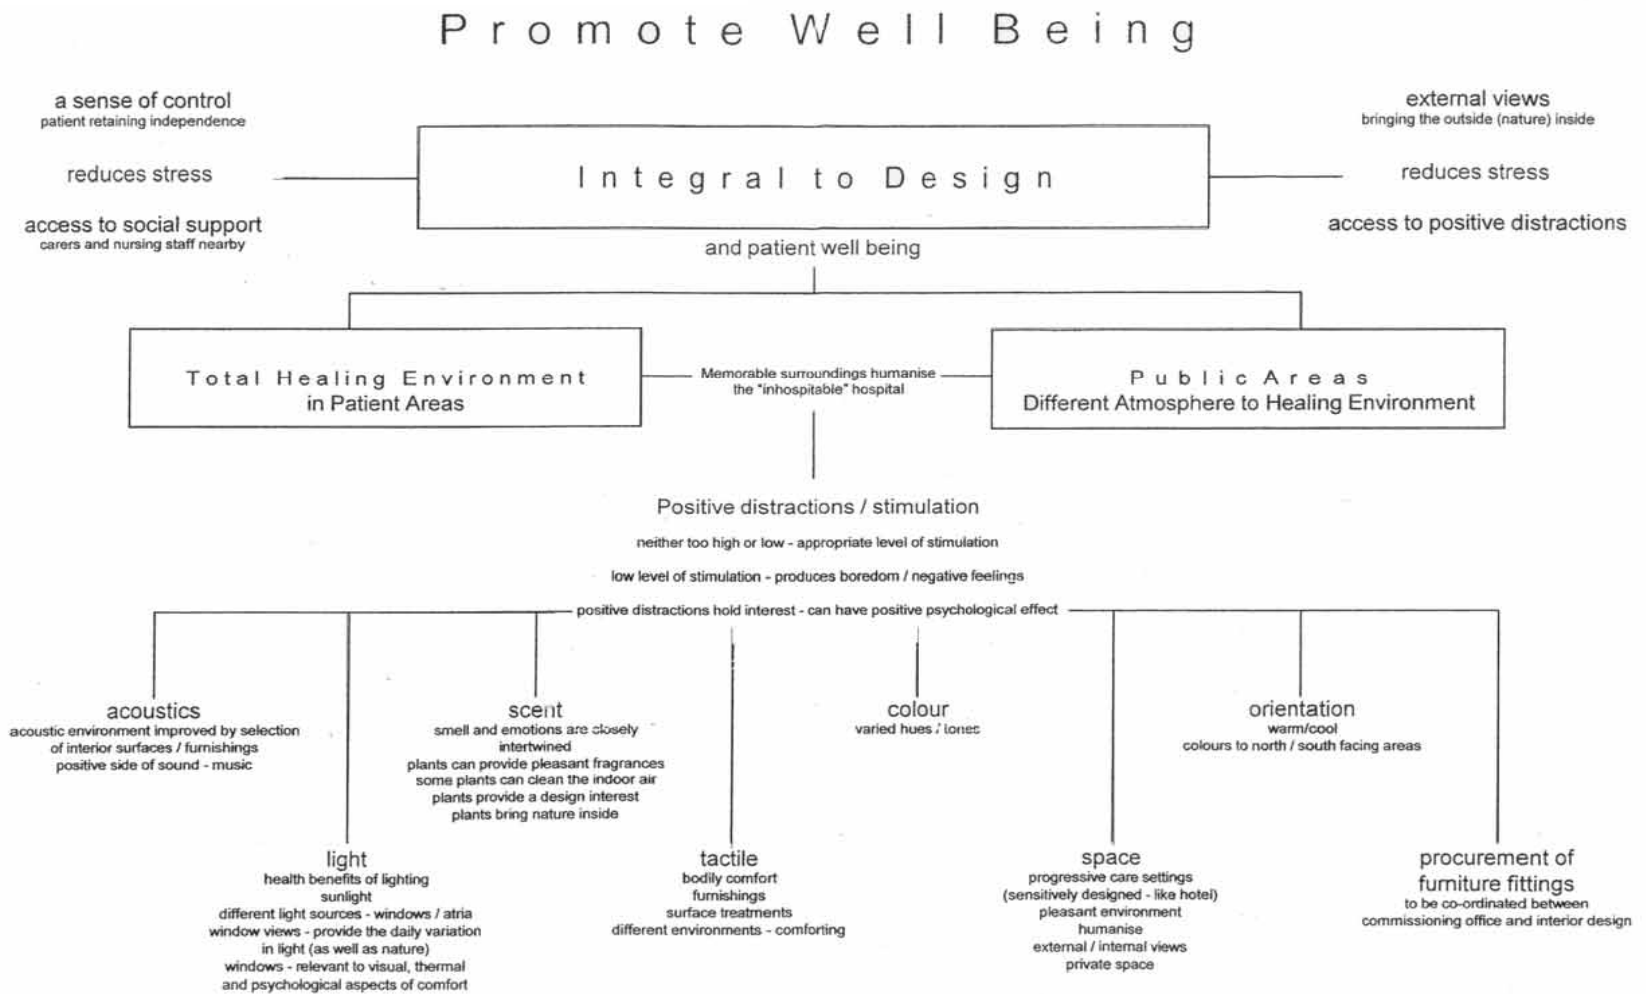 Promote Well Being
a sense of control
patient retaining independence
reduces stress
access to social support
carers and nursing staff nearby
Integral to Design
and patient well being
external views
bringing the outside (nature) inside
reduces stress
access to positive distractions
Total Healing Environment
in Patient Areas
Memorable surroundings humanise
the "inhospitable" hospital
Public Areas
Different Atmosphere to Healing Environment
Positive distractions / stimulation
neither too high or low - appropriate level of stimulation
low level of stimulation - produces boredom / negative feelings
positive distractions hold interest - can have positive psychological effect
acoustics
acoustic environment improved by selection
of interior surfaces / furnishings
positive side of sound - music
light
health benefits of lighting
sunlight
different light sources - windows / atria
window views - provide the daily variation
in light (as well as nature)
windows - relevant to visual, thermal
and psychological aspects of comfort
scent
smell and emotions are closely
intertwined
plants can provide pleasant fragrances
some plants can clean the indoor air
plants provide a design interest
plants bring nature inside
tactile
bodily comfort
furnishings
surface treatments
different environments - comforting
colour
varied hues / tones
space
progressive care settings
(sensitively designed - like hotel)
pleasant environment
humanise
external / internal views
private space
orientation
warm/cool
colours to north / south facing areas
procurement of
furniture fittings
to be co-ordinated between
commissioning office and interior design